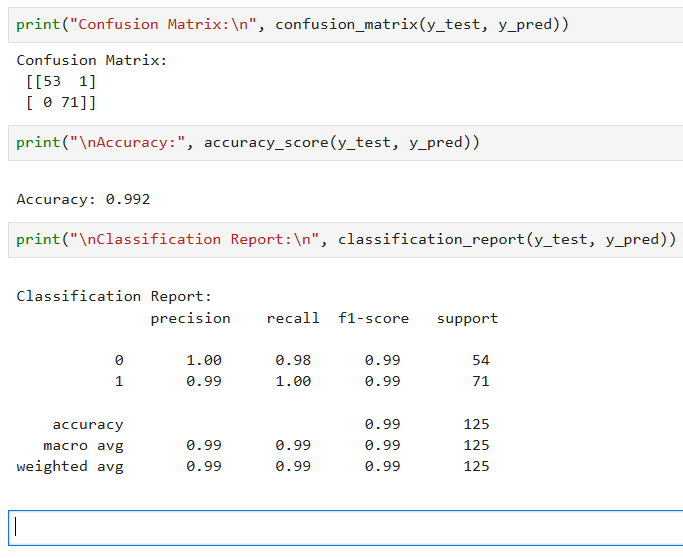 print("Confusion Matrix:\n", confusion_matrix(y_test, y_pred))
Confusion Matrix:
 [[53  1]
 [ 0 71]]
print("\nAccuracy:", accuracy_score(y_test, y_pred))
Accuracy: 0.992
print("\nClassification Report:\n", classification_report(y_test, y_pred))
Classification Report:
               precision    recall  f1-score   support
           0       1.00      0.98      0.99        54
           1       0.99      1.00      0.99        71
    accuracy                           0.99       125
   macro avg       0.99      0.99      0.99       125
weighted avg       0.99      0.99      0.99       125